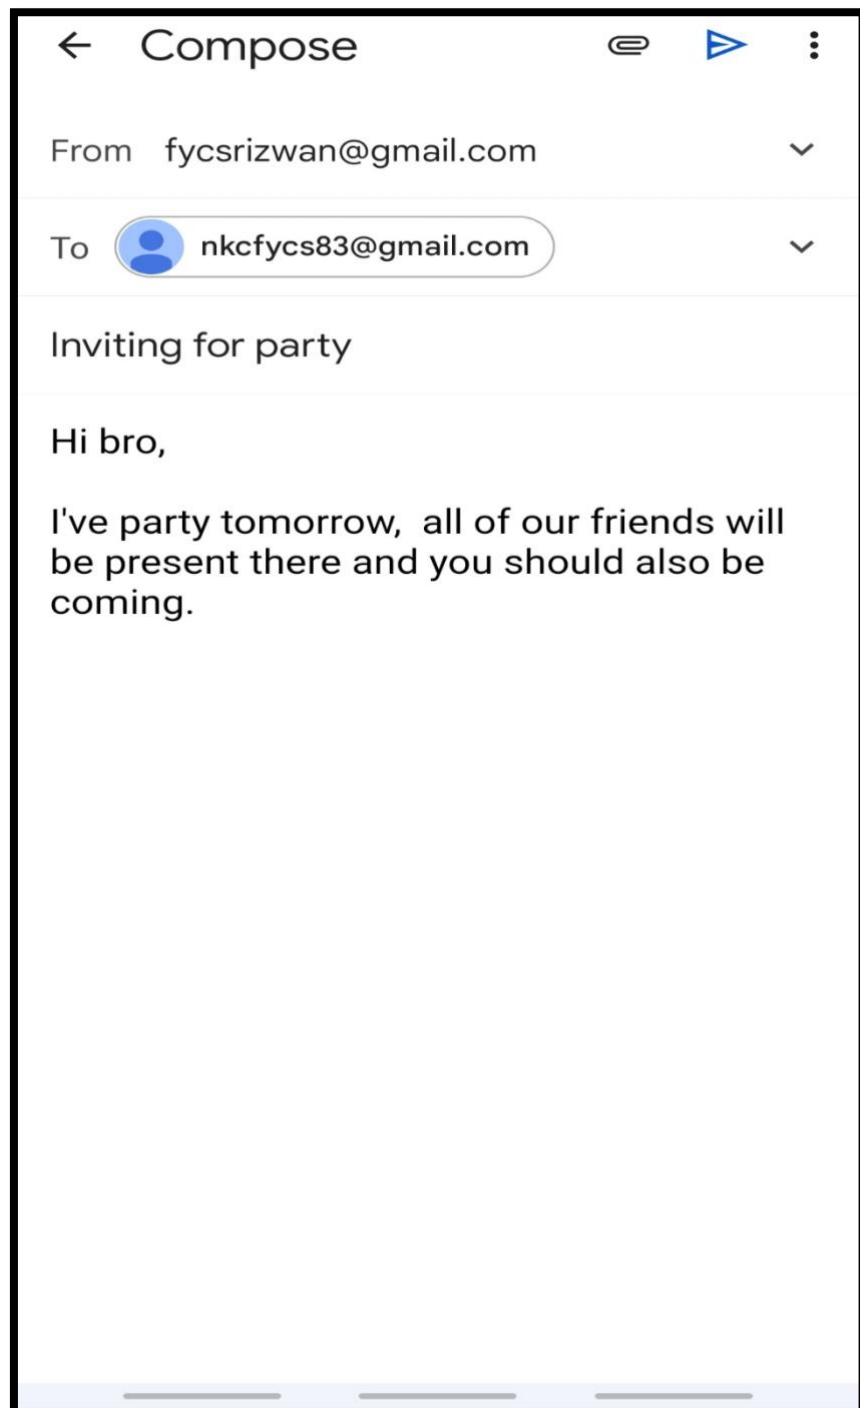 Compose
From fycsrizwan@gmail.com
To nkcfycs83@gmail.com
Inviting for party
Hi bro,
I've party tomorrow,  all of our friends will
be present there and you should also be
coming.